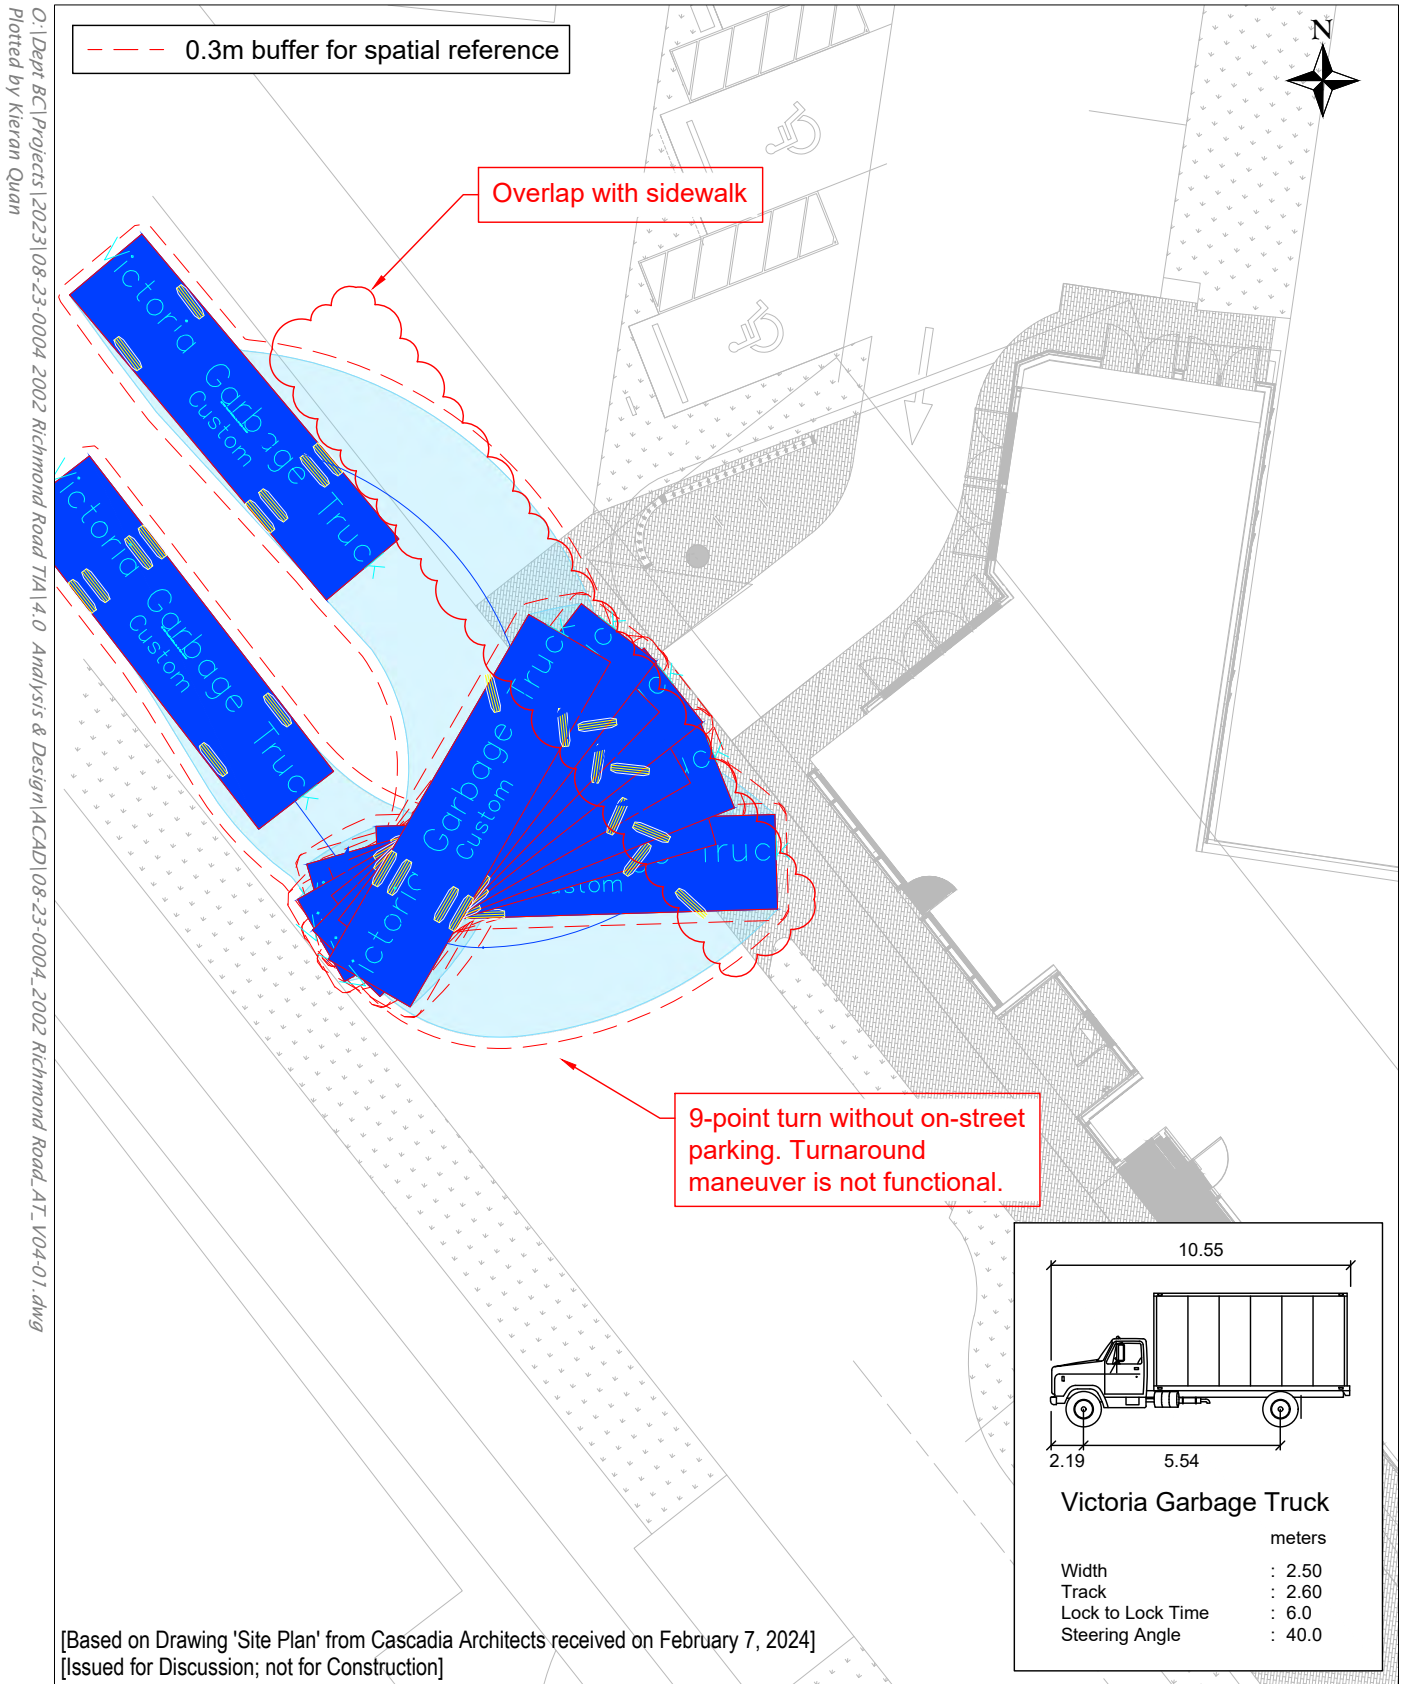 O:\Dept BC\Projects\2023\08-23-0004 2002 Richmond Road TIA\4.0 Analysis & Design\ACAD\08-23-0004_2002 Richmond Road_AT_V04-01.dwg
Plotted by Kieran Quan
0.3m buffer for spatial reference
N
Overlap with sidewalk
Victoria Garbage Truck
Custom
Victoria Garbage Truck
Custom
Victoria Garbage Truck
Custom
Truck
9-point turn without on-street
parking. Turnaround
maneuver is not functional.
10.55
2.19 5.54
Victoria Garbage Truck
meters
Width : 2.50
Track : 2.60
Lock to Lock Time : 6.0
Steering Angle : 40.0
[Based on Drawing 'Site Plan' from Cascadia Architects received on February 7, 2024]
[Issued for Discussion; not for Construction]